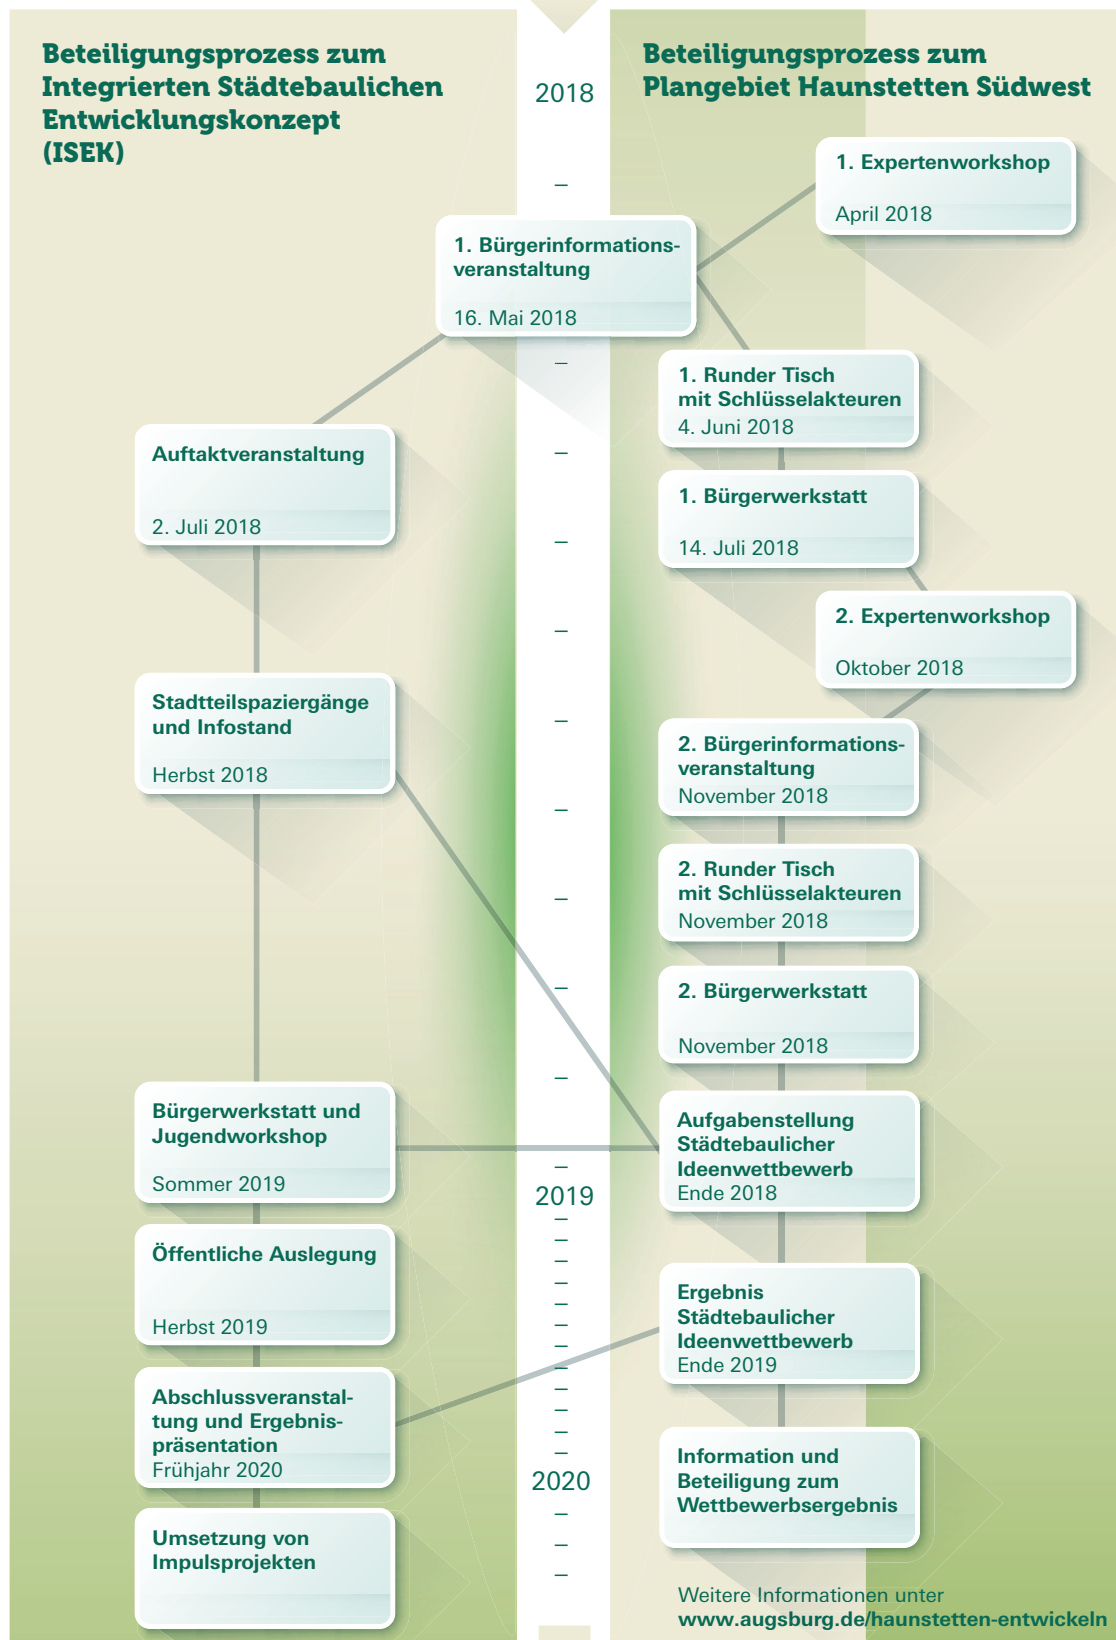 Beteiligungsprozess zum
Integrierten Städtebaulichen
Entwicklungskonzept
(ISEK)
2018
Beteiligungsprozess zum
Plangebiet Haunstetten Südwest
1. Expertenworkshop
April 2018
1. Bürgerinformations-
veranstaltung
16. Mai 2018
1. Runder Tisch
mit Schlüsselakteuren
4. Juni 2018
Auftaktveranstaltung
2. Juli 2018
1. Bürgerwerkstatt
14. Juli 2018
2. Expertenworkshop
Oktober 2018
Stadtteilspaziergänge
und Infostand
Herbst 2018
2. Bürgerinformations-
veranstaltung
November 2018
2. Runder Tisch
mit Schlüsselakteuren
November 2018
2. Bürgerwerkstatt
November 2018
Bürgerwerkstatt und
Jugendworkshop
Sommer 2019
Aufgabenstellung
Städtebaulicher
Ideenwettbewerb
Ende 2018
2019
Öffentliche Auslegung
Herbst 2019
Ergebnis
Städtebaulicher
Ideenwettbewerb
Ende 2019
Abschlussveranstal-
tung und Ergebnis-
präsentation
Frühjahr 2020
2020
Information und
Beteiligung zum
Wettbewerbsergebnis
Umsetzung von
Impulsprojekten
Weitere Informationen unter
www.augsburg.de/haunstetten-entwickeln